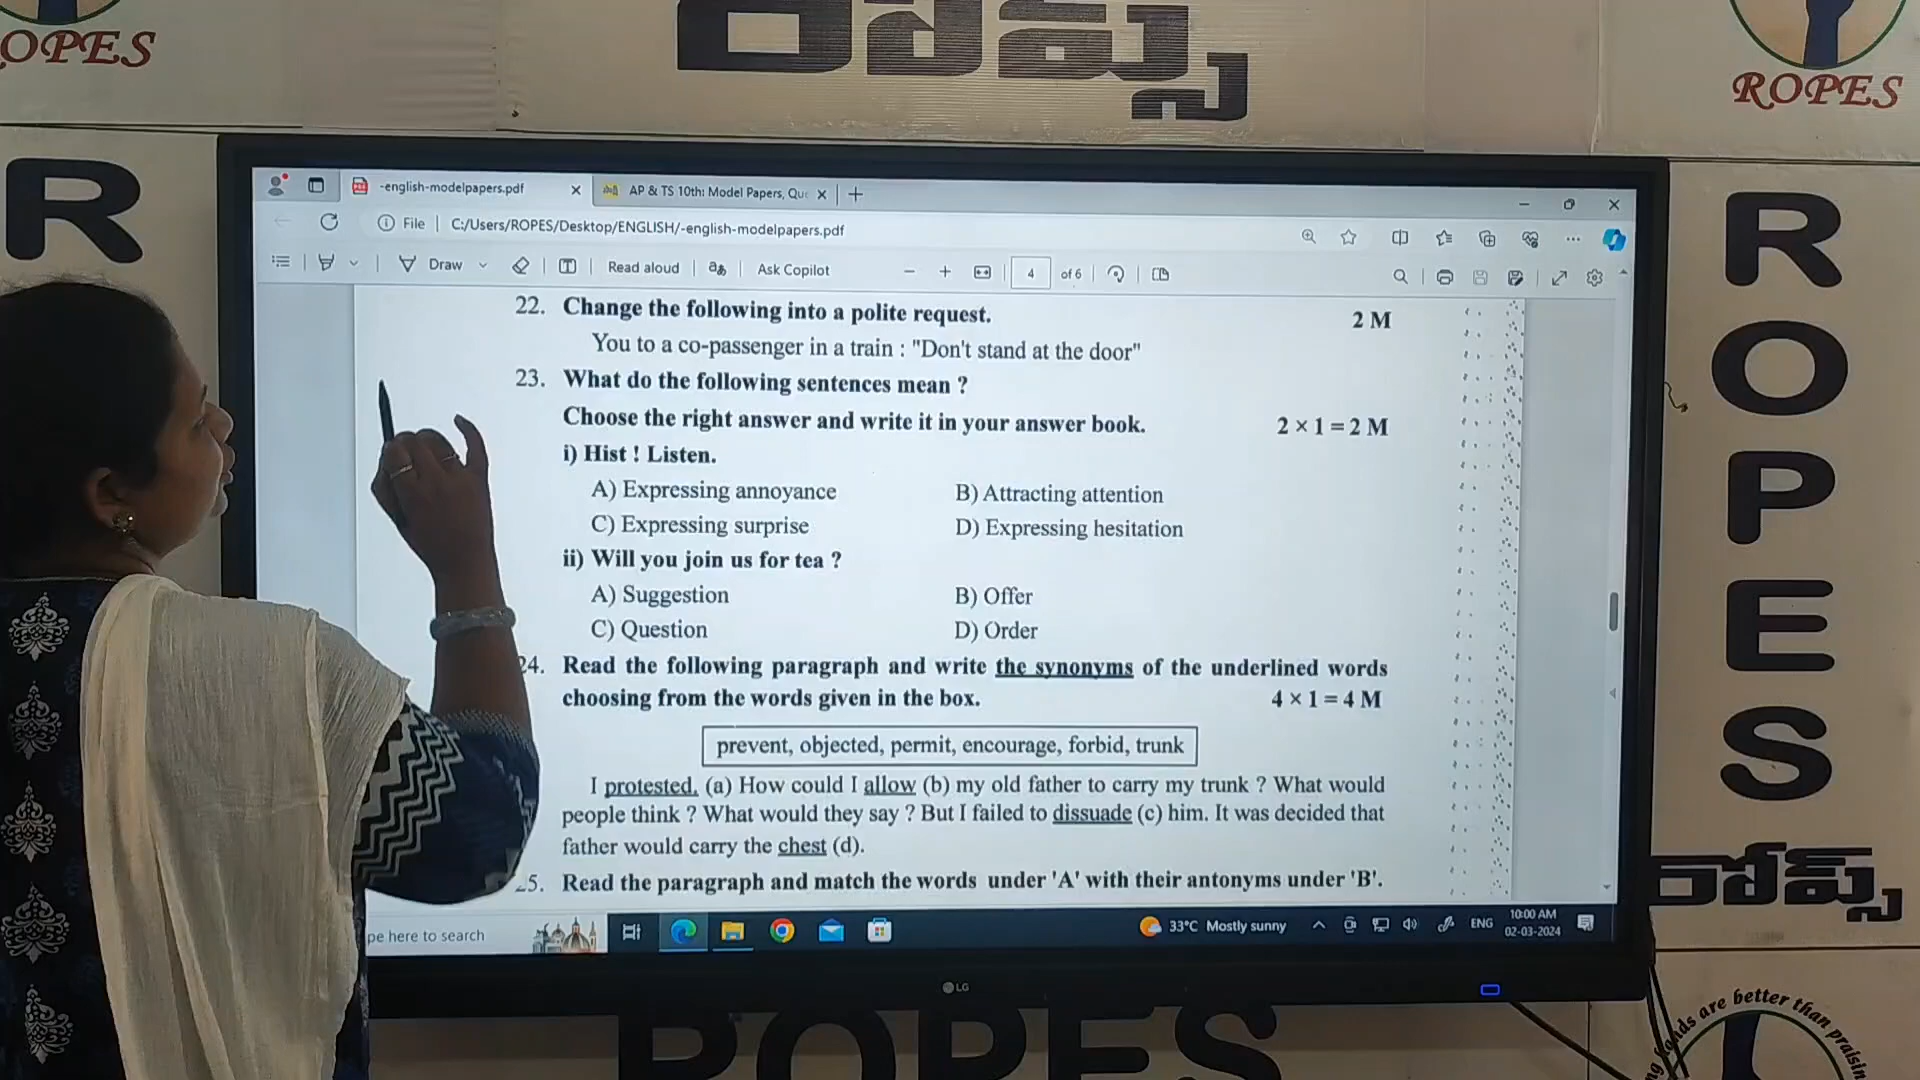 OPES
రోప్స్
ROPES
R
-english-modelpapers.pdf
AP & TS 10th: Model Papers, Que
File
C:/Users/ROPES/Desktop/ENGLISH/-english-modelpapers.pdf
Draw
Read aloud
Ask Copilot
4 of 6
22. Change the following into a polite request. 2 M
You to a co-passenger in a train : "Don't stand at the door"
23. What do the following sentences mean ?
Choose the right answer and write it in your answer book. 2 × 1 = 2 M
i) Hist ! Listen.
A) Expressing annoyance B) Attracting attention
C) Expressing surprise D) Expressing hesitation
ii) Will you join us for tea ?
A) Suggestion B) Offer
C) Question D) Order
24. Read the following paragraph and write the synonyms of the underlined words
choosing from the words given in the box. 4 × 1 = 4 M
prevent, objected, permit, encourage, forbid, trunk
I protested. (a) How could I allow (b) my old father to carry my trunk ? What would
people think ? What would they say ? But I failed to dissuade (c) him. It was decided that
father would carry the chest (d).
25. Read the paragraph and match the words under 'A' with their antonyms under 'B'.
pe here to search
33°C Mostly sunny
ENG
10:00 AM
02-03-2024
LG
ROPES
ROPES
రోప్స్
ng hands are better than praisin